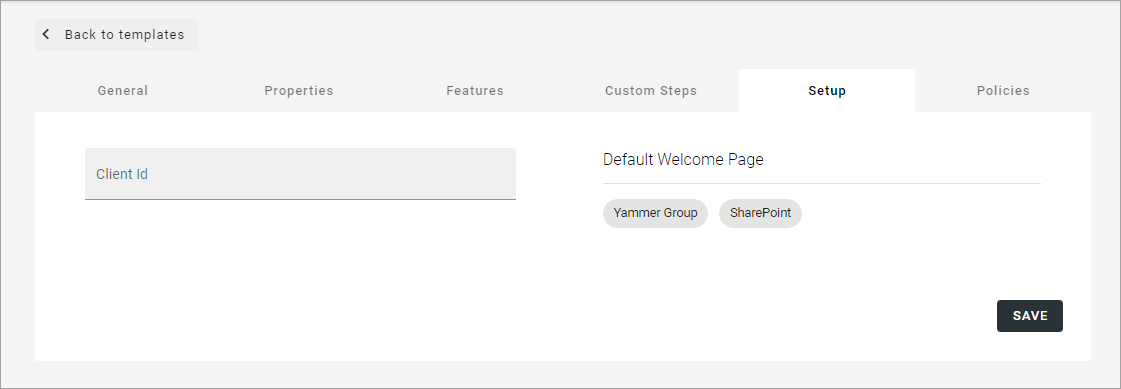 Back to templates
General Properties Features Custom Steps Setup Policies
Client Id
Default Welcome Page
Yammer Group SharePoint
SAVE